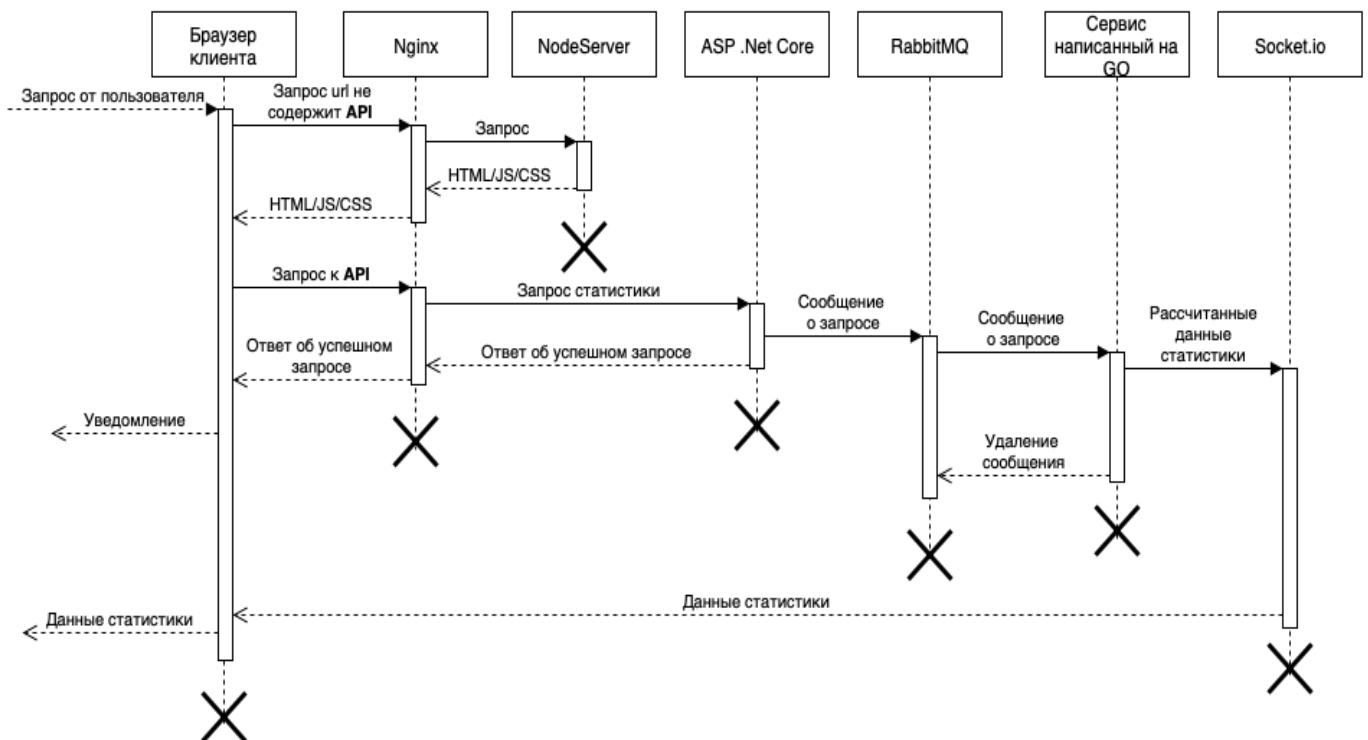 Браузер
клиента
Nginx
NodeServer
ASP .Net Core
RabbitMQ
Сервис
написанный на
GO
Socket.io
Запрос от пользователя
Запрос url не
содержит API
Запрос
HTML/JS/CSS
HTML/JS/CSS
Запрос к API
Запрос статистики
Сообщение
о запросе
Сообщение
о запросе
Рассчитанные
данные
статистики
Ответ об успешном
запросе
Ответ об успешном запросе
Уведомление
Удаление
сообщения
Данные статистики
Данные статистики